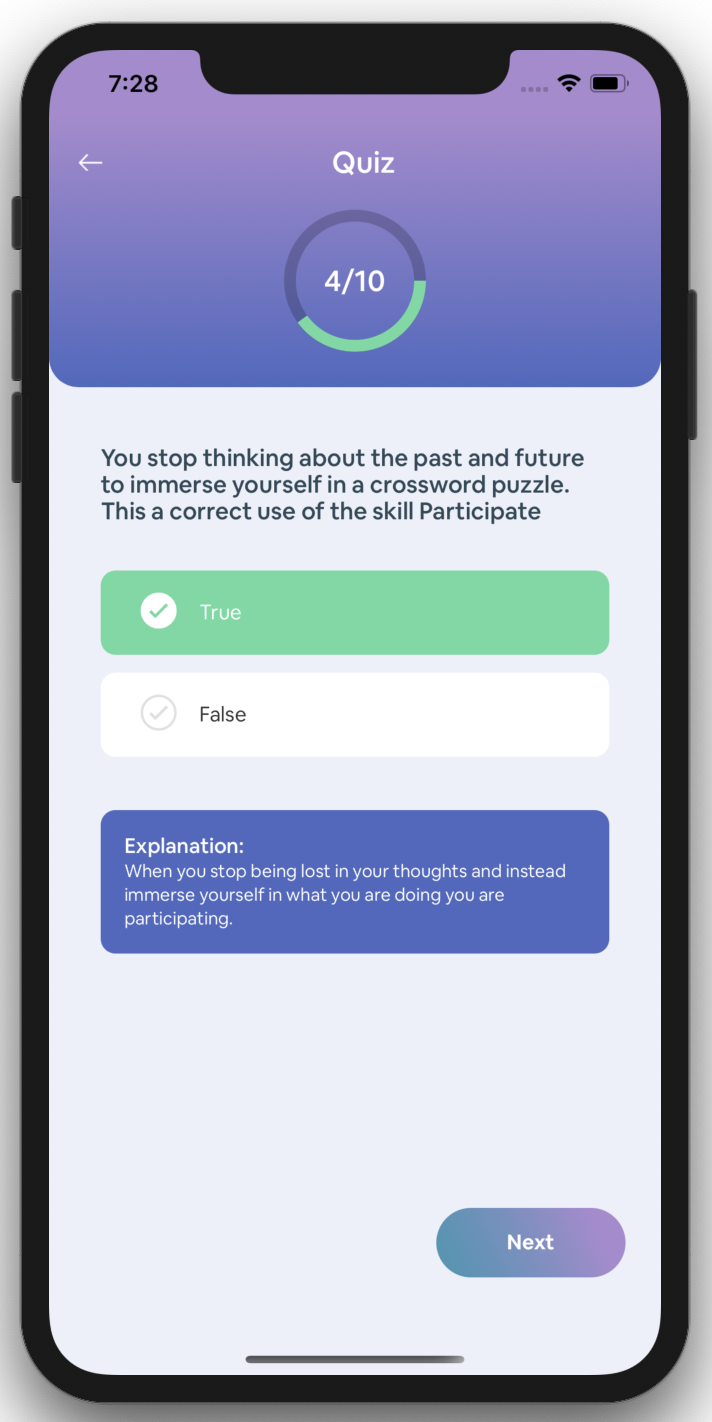 7:28
Quiz
4/10
You stop thinking about the past and future
to immerse yourself in a crossword puzzle.
This a correct use of the skill Participate
True
False
Explanation:
When you stop being lost in your thoughts and instead
immerse yourself in what you are doing you are
participating.
Next